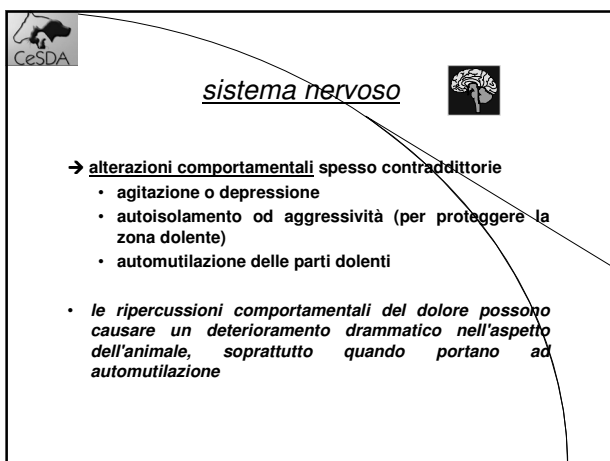 CeSDA
sistema nervoso
→ alterazioni comportamentali spesso contraddittorie
• agitazione o depressione
• autoisolamento od aggressività (per proteggere la
zona dolente)
• automutilazione delle parti dolenti
• le ripercussioni comportamentali del dolore possono
causare un deterioramento drammatico nell'aspetto
dell'animale, soprattutto quando portano ad
automutilazione